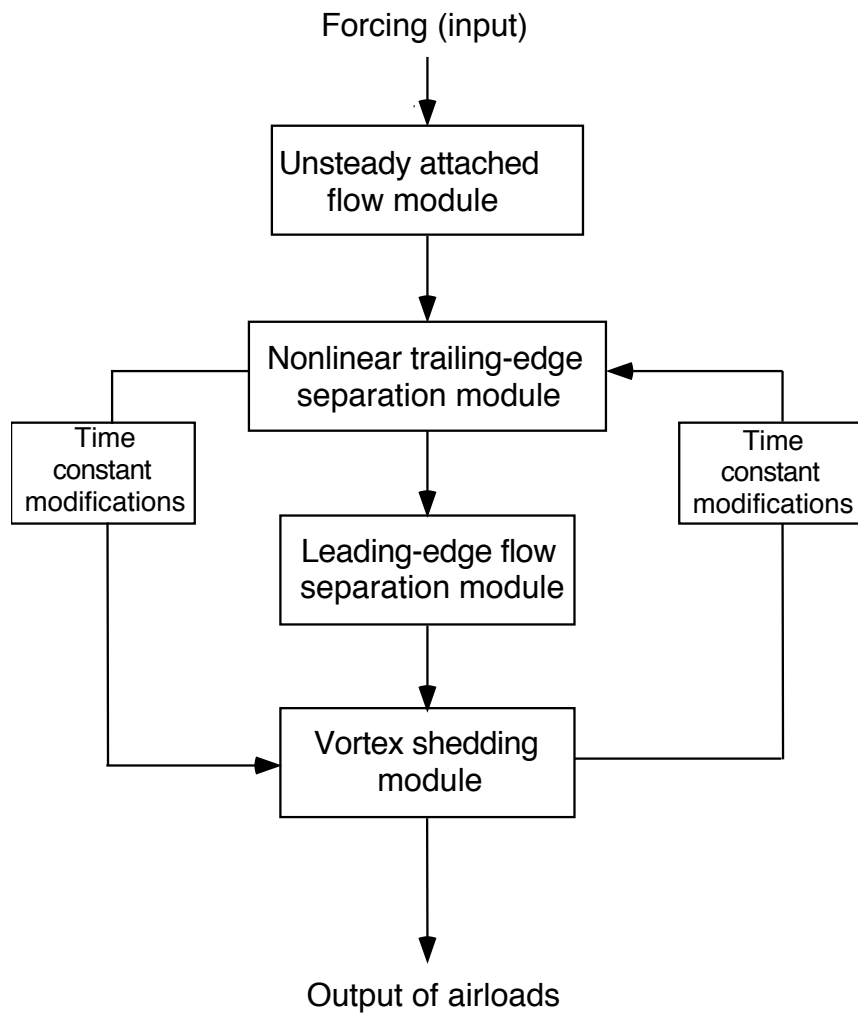 Forcing (input)
Unsteady attached
flow module
Nonlinear trailing-edge
separation module
Time
constant
modifications
Time
constant
modifications
Leading-edge flow
separation module
Vortex shedding
module
Output of airloads